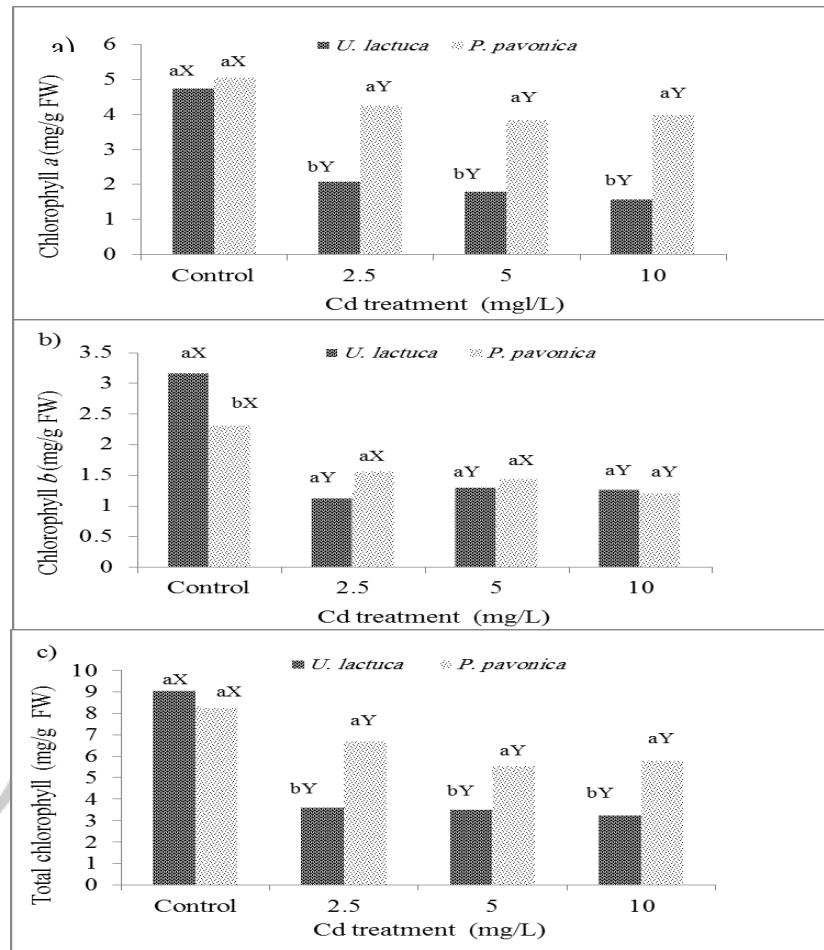 a)
U. lactuca P. pavonica
Chlorophyll a (mg/g FW)
6
5
4
3
2
1
0
aX aX
bY aY
bY aY
bY aY
Control 2.5 5 10
Cd treatment (mgl/L)
b)
U. lactuca P. pavonica
Chlorophyll b (mg/g FW)
3.5
3
2.5
2
1.5
1
0.5
0
aX bX
aY aX
aY aX
aY aY
Control 2.5 5 10
Cd treatment (mg/L)
c)
U. lactuca P. pavonica
Total chlorophyll (mg/g FW)
10
9
8
7
6
5
4
3
2
1
0
aX aX
bY aY
bY aY
bY aY
Control 2.5 5 10
Cd treatment (mg/L)